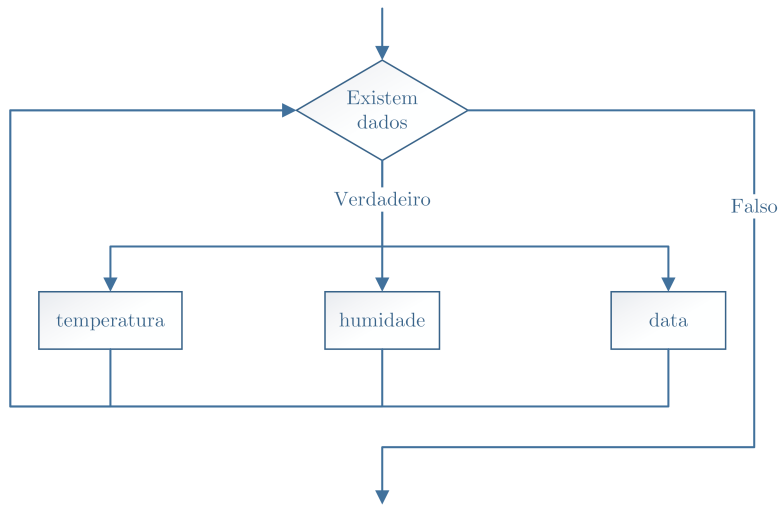 Existem
dados
Verdadeiro
Falso
temperatura
humidade
data